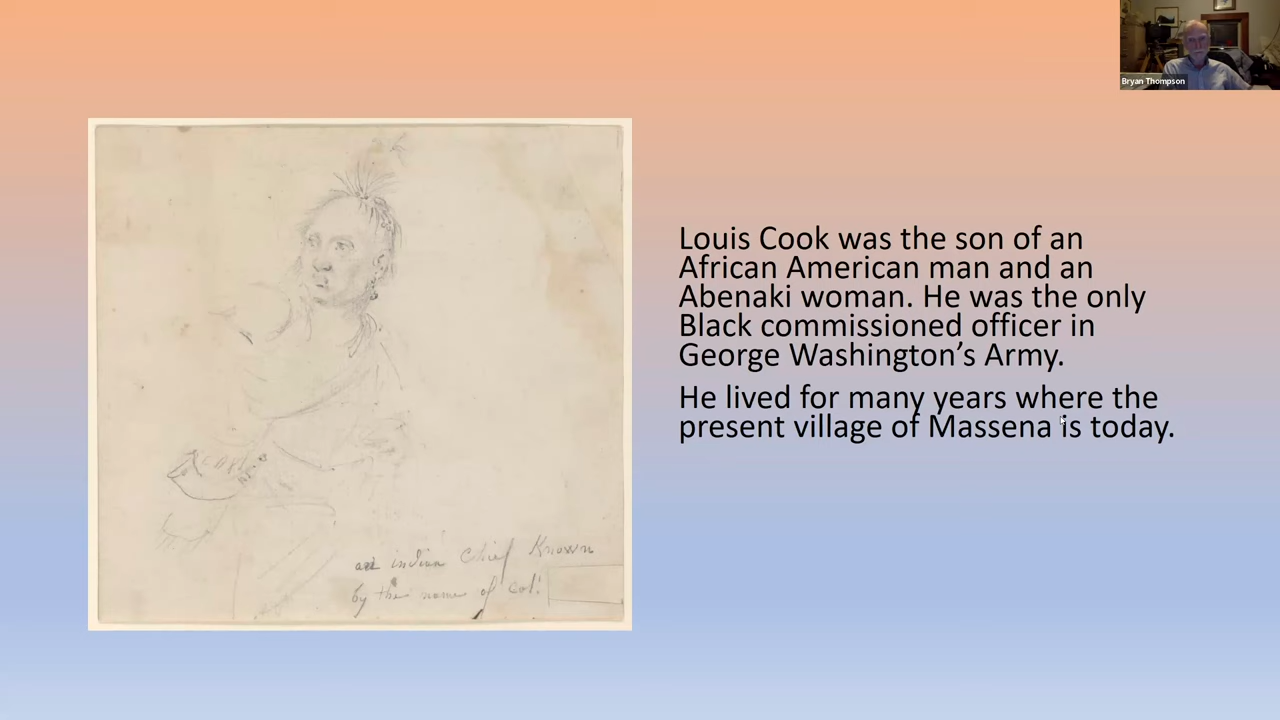 Bryan Thompson
Louis Cook was the son of an
African American man and an
Abenaki woman. He was the only
Black commissioned officer in
George Washington’s Army.
He lived for many years where the
present village of Massena is today.
an indian Chief Known
by the name of Col!